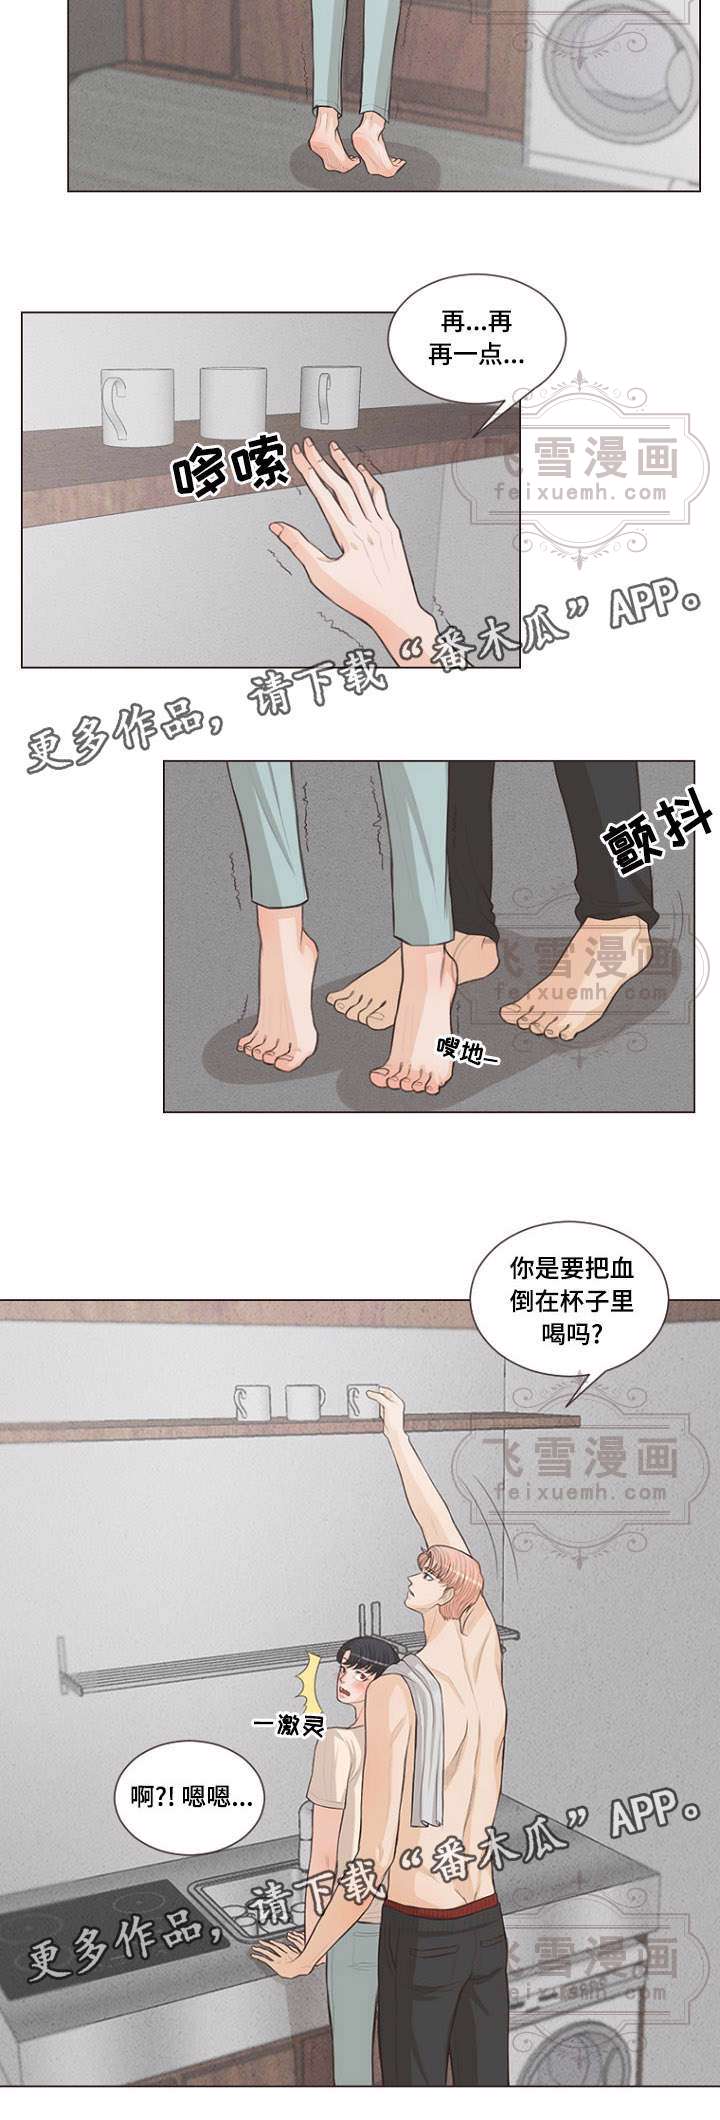 再...再
再一点...
哆嗦
飞雪漫画
feixuemh.com
更多作品，请下载“番木瓜”APP。
颤抖
飞雪漫画
feixuemh.com
嗖地–
你是要把血
倒在杯子里
喝吗?
飞雪漫画
feixuemh.com
一激灵
啊?! 嗯嗯...
更多作品，请下载“番木瓜”APP。
飞雪漫画
feixuemh.com